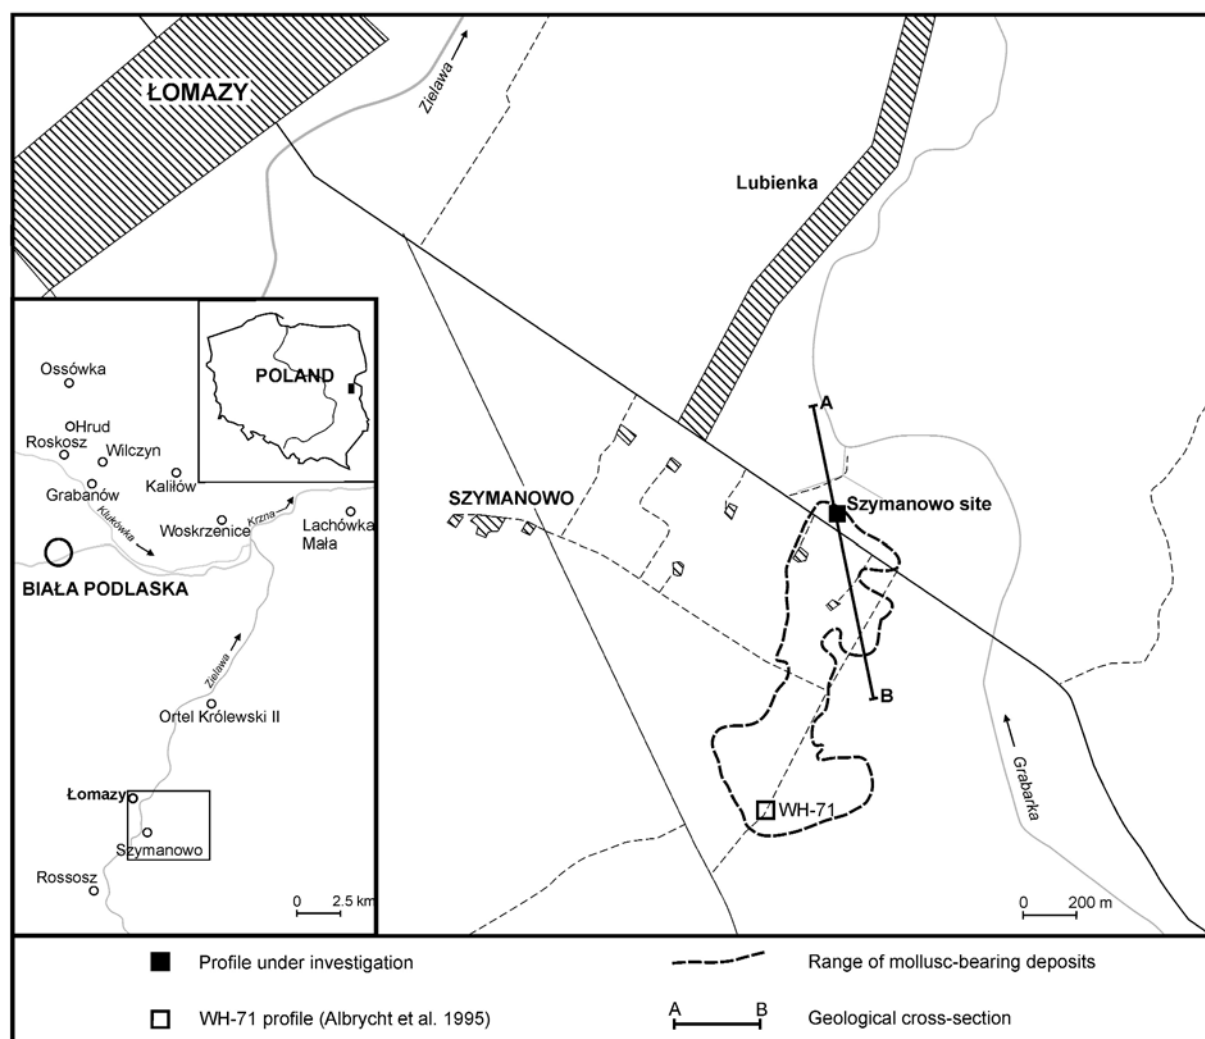 ŁOMAZY
Zielawa
Lubienka
A
Szymanowo site
SZYMANOWO
B
WH-71
Grabarka
0 200 m
POLAND
Ossówka
Hrud
Roskosz
Wilczyn
Grabanów
Kaliłów
Klukówka
Woskrzenice
Krzna
Lachówka
Mała
BIAŁA PODLASKA
Zielawa
Ortel Królewski II
Łomazy
Szymanowo
Rossosz
0 2.5 km
Profile under investigation
Range of mollusc-bearing deposits
WH-71 profile (Albrycht et al. 1995)
A B
Geological cross-section